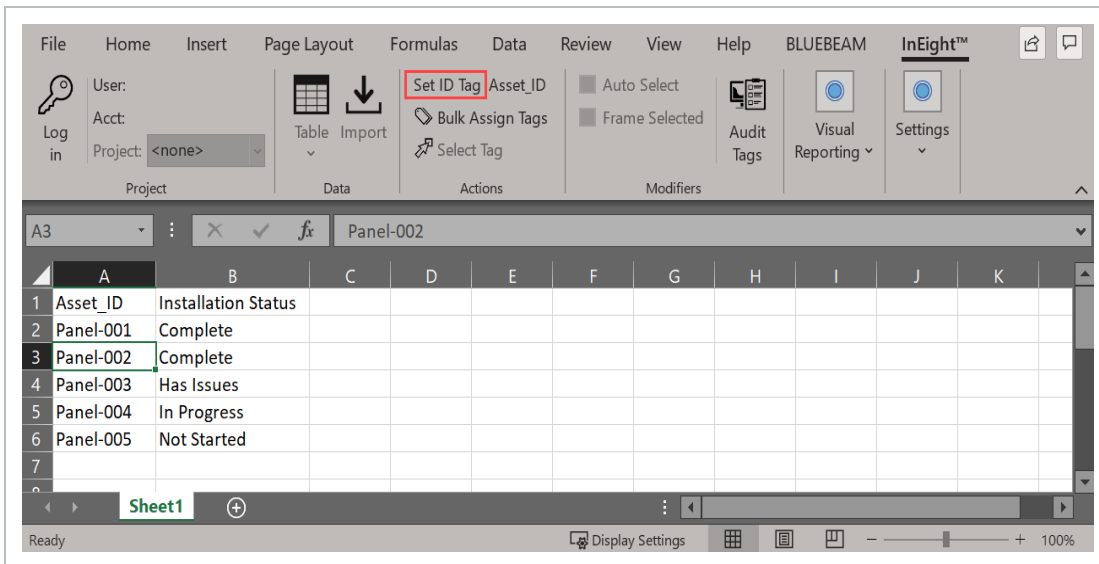 File Home Insert Page Layout Formulas Data Review View Help BLUEBEAM InEight™
Log in
User:
Acct:
Project: <none>
Project
Table Import
Data
Set ID Tag Asset_ID
Bulk Assign Tags
Select Tag
Actions
Auto Select
Frame Selected
Modifiers
Audit Tags
Visual Reporting
Settings
A3 fx Panel-002
A B C D E F G H I J K
1 Asset_ID Installation Status
2 Panel-001 Complete
3 Panel-002 Complete
4 Panel-003 Has Issues
5 Panel-004 In Progress
6 Panel-005 Not Started
7
Sheet1
Ready Display Settings 100%